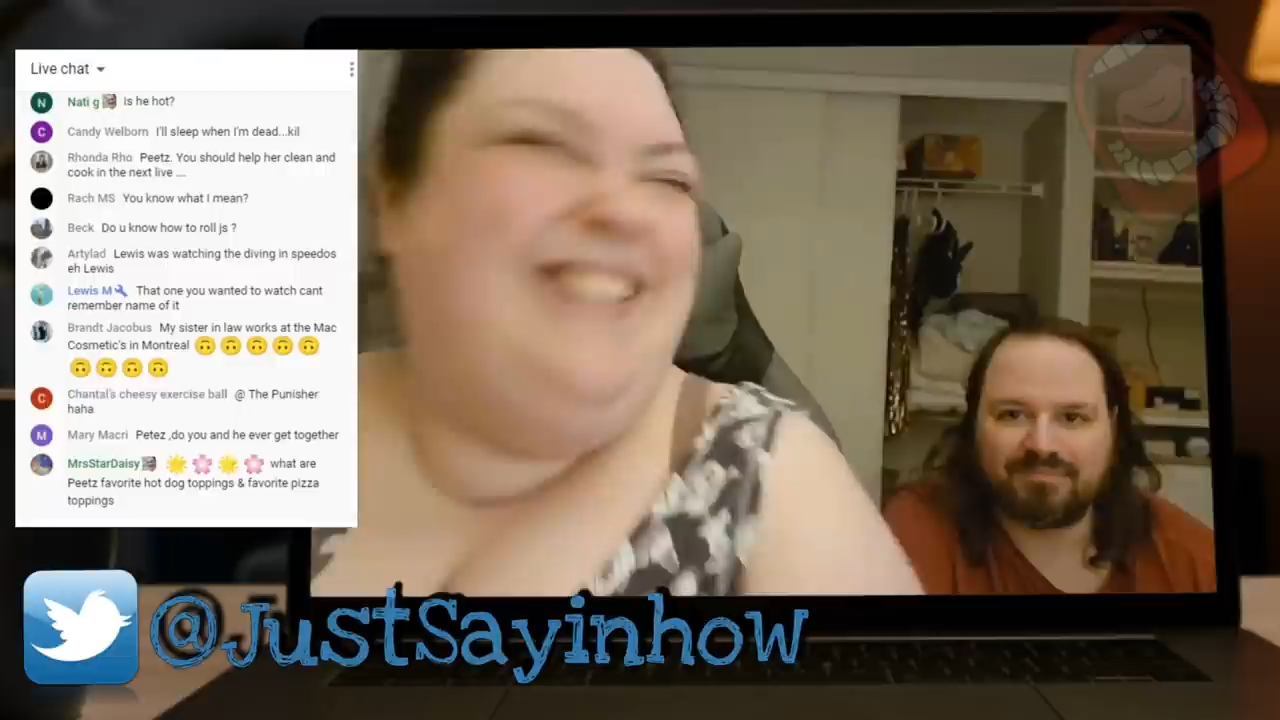 Live chat
Nati g Is he hot?
Candy Welborn I'll sleep when I'm dead...kil
Rhonda Rho Peetz. You should help her clean and
cook in the next live ...
Rach MS You know what I mean?
Beck Do u know how to roll js ?
Artylad Lewis was watching the diving in speedos
eh Lewis
Lewis M That one you wanted to watch cant
remember name of it
Brandt Jacobus My sister in law works at the Mac
Cosmetic's in Montreal 🙃🙃🙃🙃🙃
🙃🙃🙃🙃
Chantal's cheesy exercise ball @ The Punisher
haha
Mary Macri Petez ,do you and he ever get together
MrsStarDaisy 🌟🌸🌟🌸 what are
Peetz favorite hot dog toppings & favorite pizza
toppings
@JustSayinhow